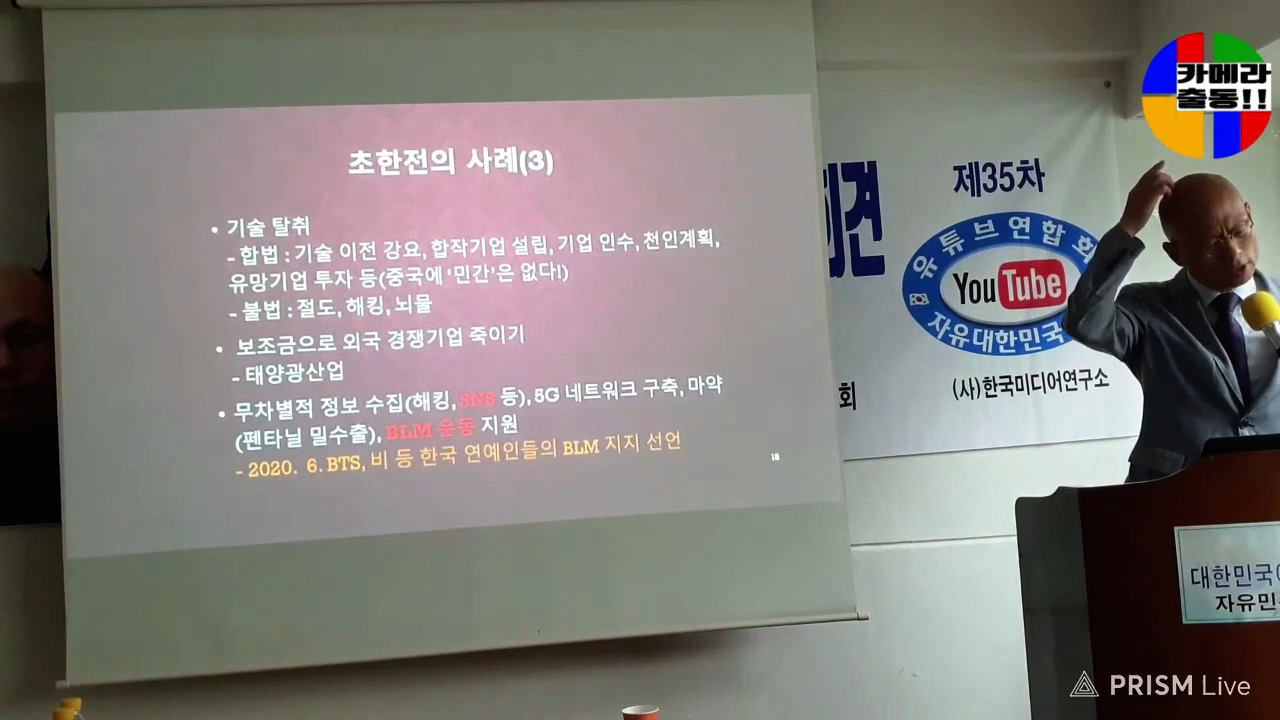 초한전의 사례(3)
• 기술 탈취
- 합법 : 기술 이전 강요, 합작기업 설립, 기업 인수, 천인계획,
유망기업 투자 등(중국에 '민간'은 없다!)
- 불법 : 절도, 해킹, 뇌물
• 보조금으로 외국 경쟁기업 죽이기
- 태양광산업
• 무차별적 정보 수집(해킹, SNS 등), 5G 네트워크 구축, 마약
(펜타닐 밀수출), BLM 운동 지원
- 2020. 6. BTS, 비 등 한국 연예인들의 BLM 지지 선언
18
카메라
출동!!
견
제35차
유튜브연합회
YouTube
자유대한민국
회
(사)한국미디어연구소
대한민국
자유민
PRISM Live